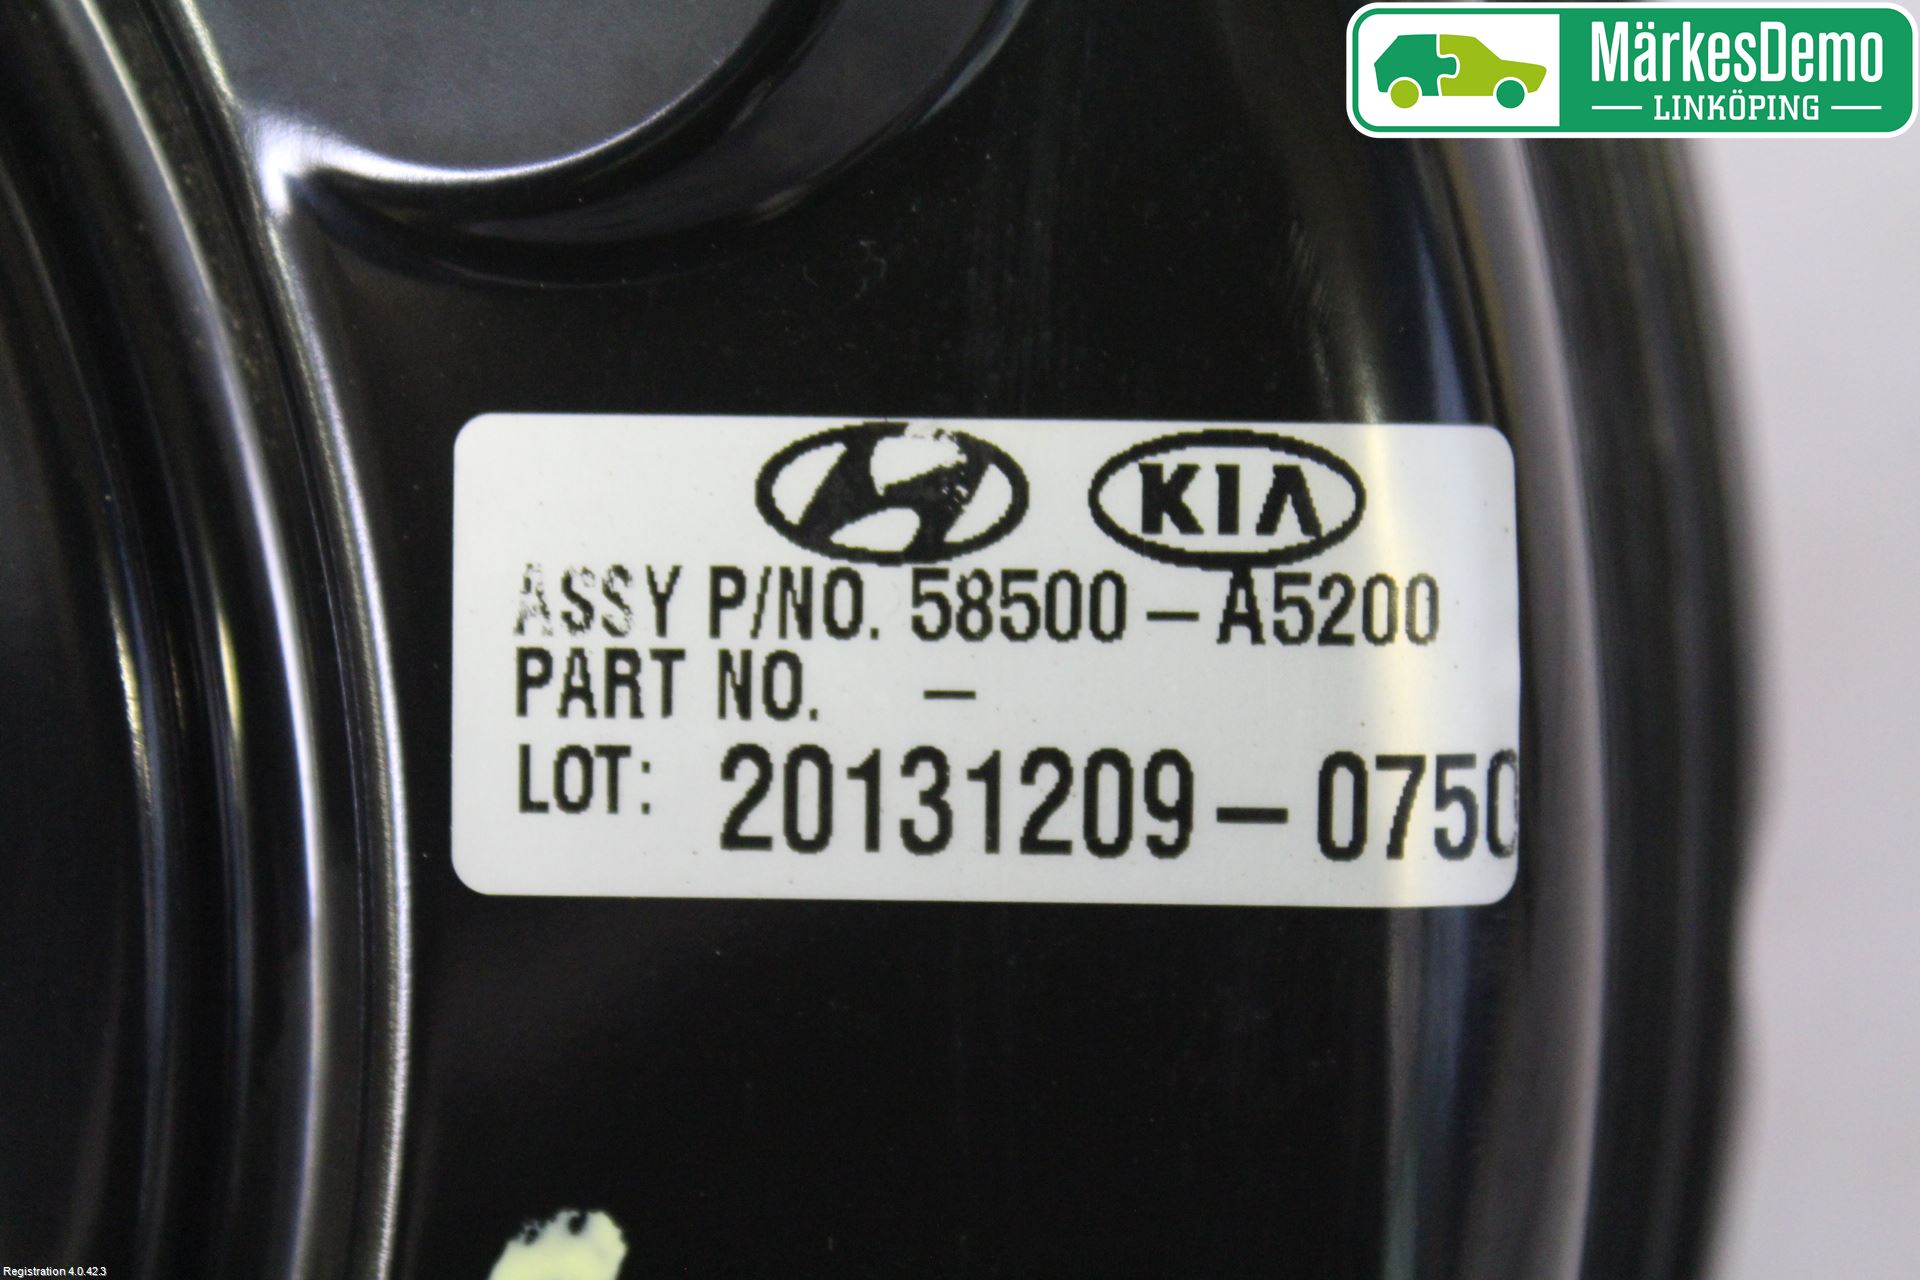 MärkesDemo
LINKÖPING
KIA
ASSY P/NO. 58500-A5200
PART NO. -
LOT: 20131209-0750
Registration 4.0.42.3